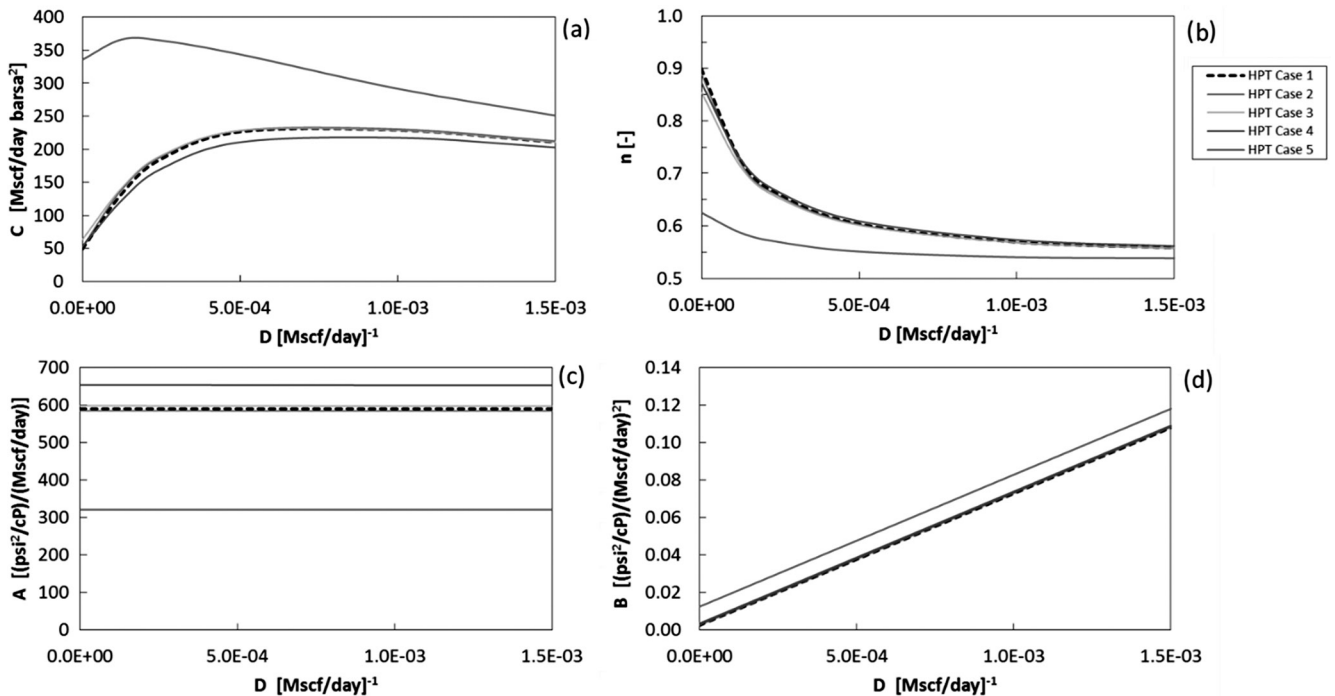 (a)
C [Mscf/day barsa²]
400
350
300
250
200
150
100
50
0
0.0E+00 5.0E-04 1.0E-03 1.5E-03
D [Mscf/day]⁻¹
(b)
n [-]
1.0
0.9
0.8
0.7
0.6
0.5
0.0E+00 5.0E-04 1.0E-03 1.5E-03
D [Mscf/day]⁻¹
HPT Case 1
HPT Case 2
HPT Case 3
HPT Case 4
HPT Case 5
(c)
A [(psi²/cP)/(Mscf/day)]
700
600
500
400
300
200
100
0
0.0E+00 5.0E-04 1.0E-03 1.5E-03
D [Mscf/day]⁻¹
(d)
B [(psi²/cP)/(Mscf/day)²]
0.14
0.12
0.10
0.08
0.06
0.04
0.02
0.00
0.0E+00 5.0E-04 1.0E-03 1.5E-03
D [Mscf/day]⁻¹